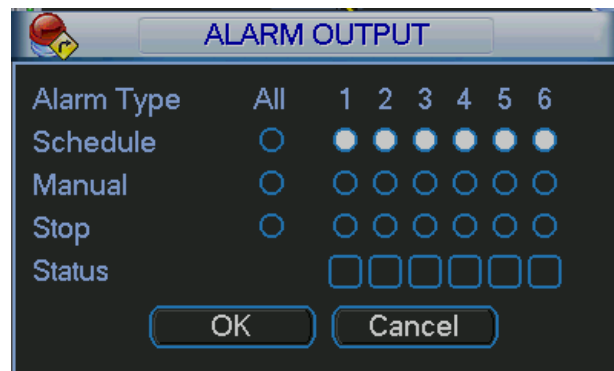 ALARM OUTPUT
Alarm Type All 1 2 3 4 5 6
Schedule
Manual
Stop
Status
OK Cancel